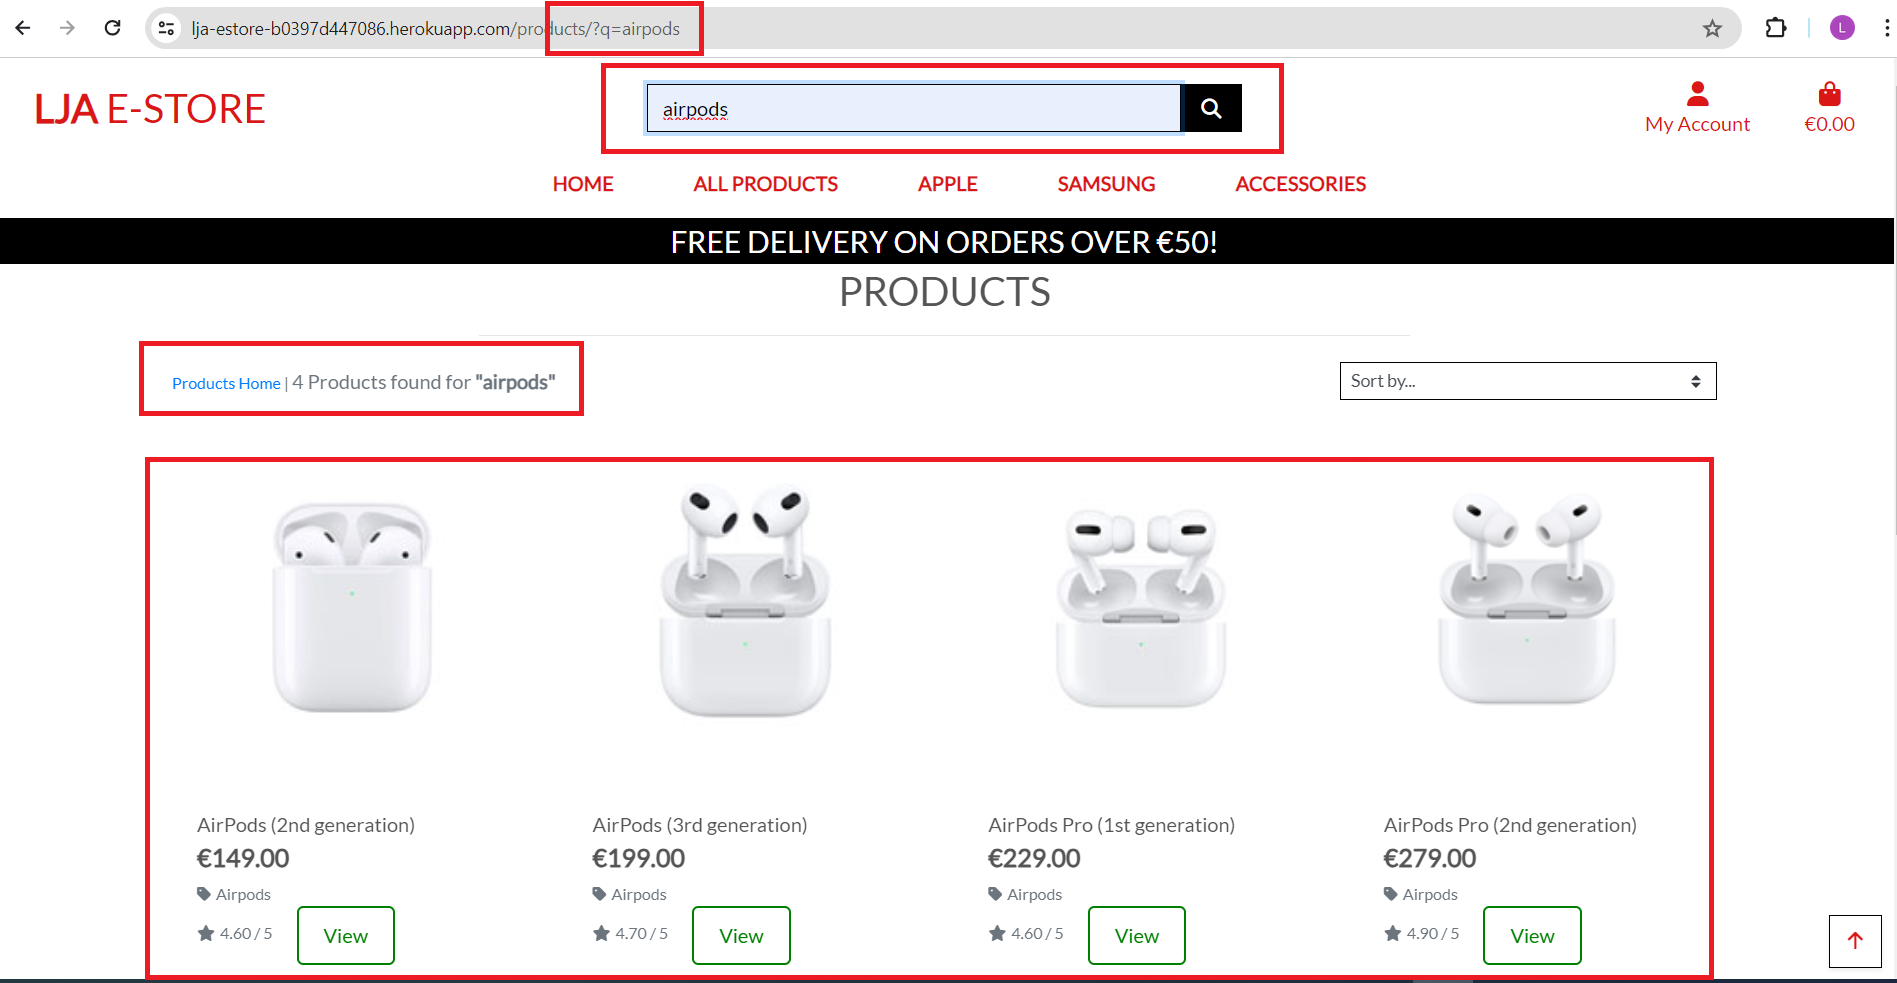 lja-estore-b0397d447086.herokuapp.com/products/?q=airpods
L
LJA E-STORE
airpods
My Account
€0.00
HOME ALL PRODUCTS APPLE SAMSUNG ACCESSORIES
FREE DELIVERY ON ORDERS OVER €50!
PRODUCTS
Products Home | 4 Products found for "airpods"
Sort by...
AirPods (2nd generation)
€149.00
Airpods
4.60 / 5
View
AirPods (3rd generation)
€199.00
Airpods
4.70 / 5
View
AirPods Pro (1st generation)
€229.00
Airpods
4.60 / 5
View
AirPods Pro (2nd generation)
€279.00
Airpods
4.90 / 5
View